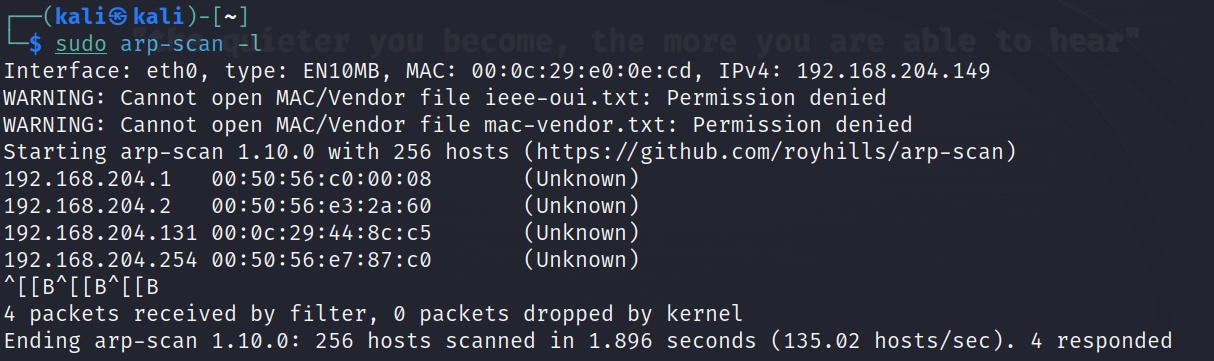 ┌──(kali㉿kali)-[~]
"the quieter you become, the more you are able to hear"
└─$ sudo arp-scan -l
Interface: eth0, type: EN10MB, MAC: 00:0c:29:e0:0e:cd, IPv4: 192.168.204.149
WARNING: Cannot open MAC/Vendor file ieee-oui.txt: Permission denied
WARNING: Cannot open MAC/Vendor file mac-vendor.txt: Permission denied
Starting arp-scan 1.10.0 with 256 hosts (https://github.com/royhills/arp-scan)
192.168.204.1   00:50:56:c0:00:08       (Unknown)
192.168.204.2   00:50:56:e3:2a:60       (Unknown)
192.168.204.131 00:0c:29:44:8c:c5       (Unknown)
192.168.204.254 00:50:56:e7:87:c0       (Unknown)
^[[B^[[B^[[B
4 packets received by filter, 0 packets dropped by kernel
Ending arp-scan 1.10.0: 256 hosts scanned in 1.896 seconds (135.02 hosts/sec). 4 responded